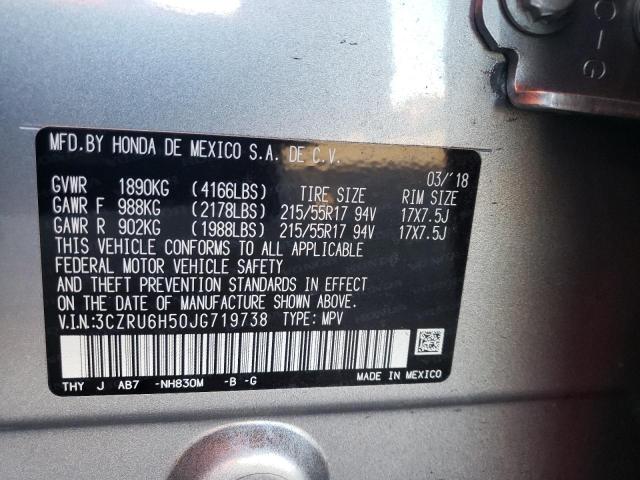 MFD.BY HONDA DE MEXICO S.A. DE C.V.
03/'18
GVWR 1890KG (4166LBS) TIRE SIZE RIM SIZE
GAWR F 988KG (2178LBS) 215/55R17 94V 17X7.5J
GAWR R 902KG (1988LBS) 215/55R17 94V 17X7.5J
THIS VEHICLE CONFORMS TO ALL APPLICABLE
FEDERAL MOTOR VEHICLE SAFETY
AND THEFT PREVENTION STANDARDS IN EFFECT
ON THE DATE OF MANUFACTURE SHOWN ABOVE.
V.I.N:3CZRU6H50JG719738 TYPE: MPV
THY J AB7 -NH830M -B -G MADE IN MEXICO
O-G